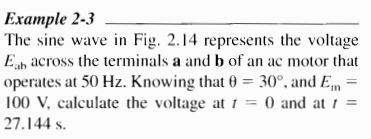 Example 2-3
The sine wave in Fig. 2.14 represents the voltage
E_ab across the terminals a and b of an ac motor that
operates at 50 Hz. Knowing that θ = 30°, and E_m =
100 V, calculate the voltage at t = 0 and at t =
27.144 s.